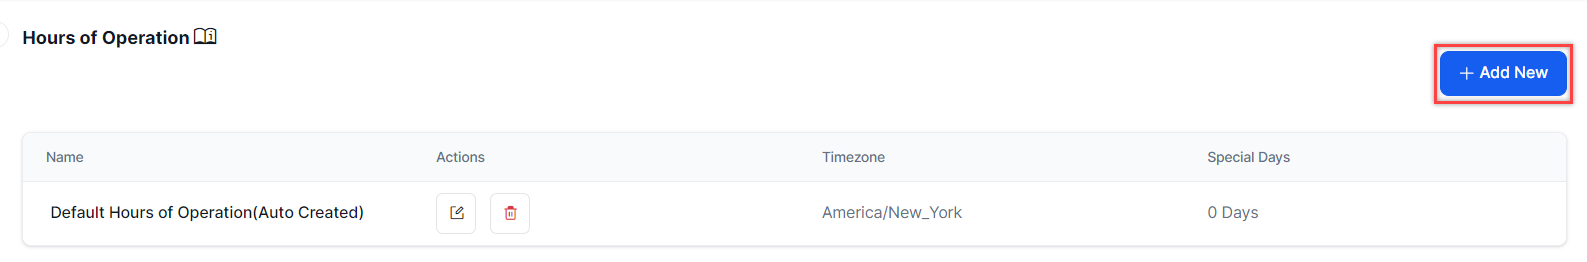 Hours of Operation
+ Add New
Name Actions Timezone Special Days
Default Hours of Operation(Auto Created) America/New_York 0 Days